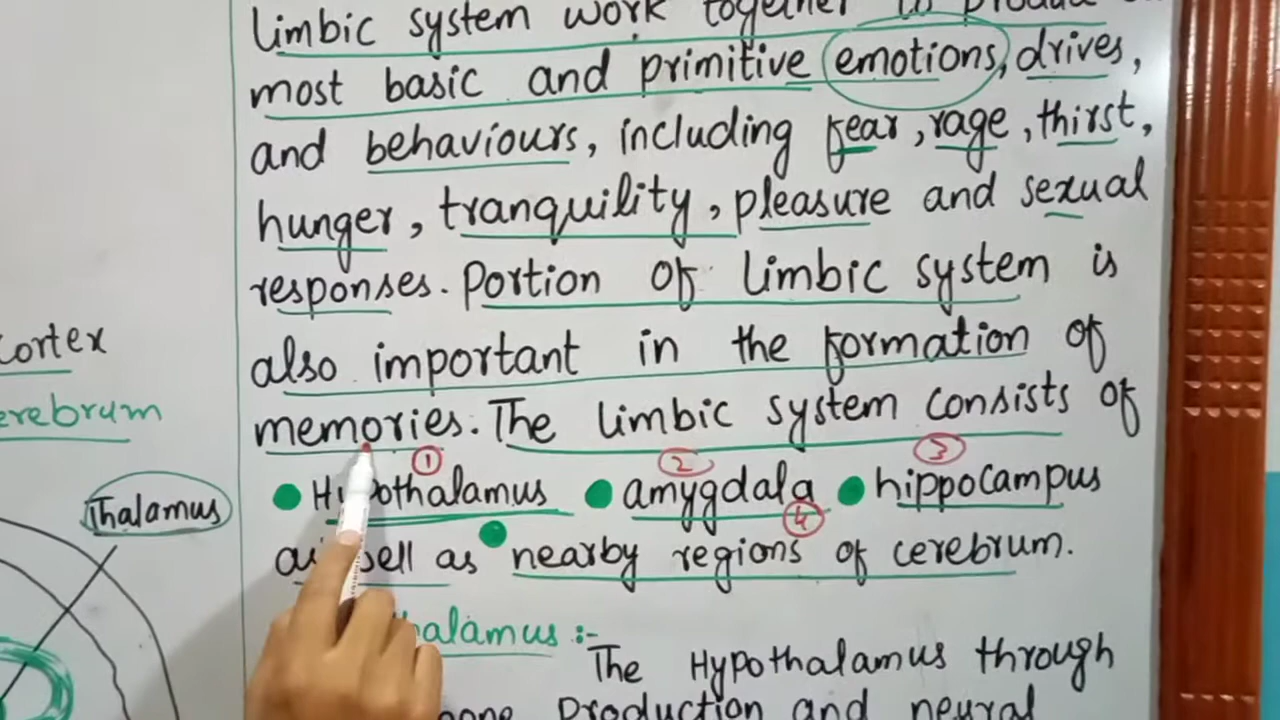 limbic system work together to
most basic and primitive emotions, drives,
and behaviours, including fear, rage, thirst,
hunger, tranquility, pleasure and sexual
responses. Portion of limbic system is
also important in the formation of
memories. The limbic system consists of
① ② ③
Hypothalamus amygdala hippocampus
④
as well as nearby regions of cerebrum.
halamus :-
The Hypothalamus through
production and neural
Cortex
erebrum
Thalamus